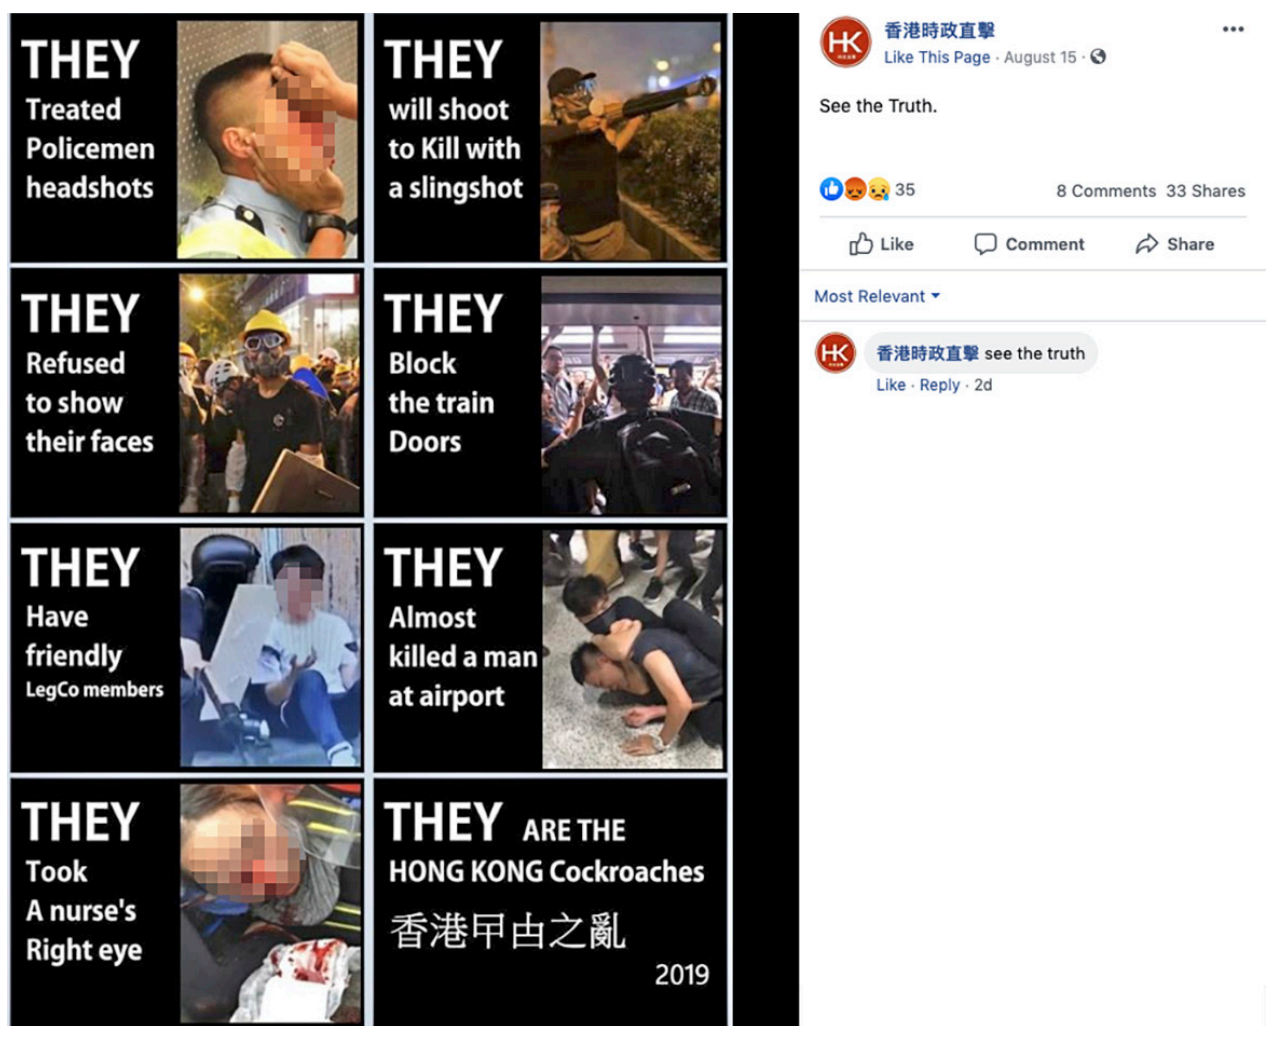 THEY
Treated
Policemen
headshots
THEY
will shoot
to Kill with
a slingshot
THEY
Refused
to show
their faces
THEY
Block
the train
Doors
THEY
Have
friendly
LegCo members
THEY
Almost
killed a man
at airport
THEY
Took
A nurse's
Right eye
THEY ARE THE
HONG KONG Cockroaches
香港曱甴之亂
2019
HK
香港時政直擊
Like This Page · August 15 ·
See the Truth.
35 8 Comments 33 Shares
Like Comment Share
Most Relevant
HK
香港時政直擊 see the truth
Like · Reply · 2d